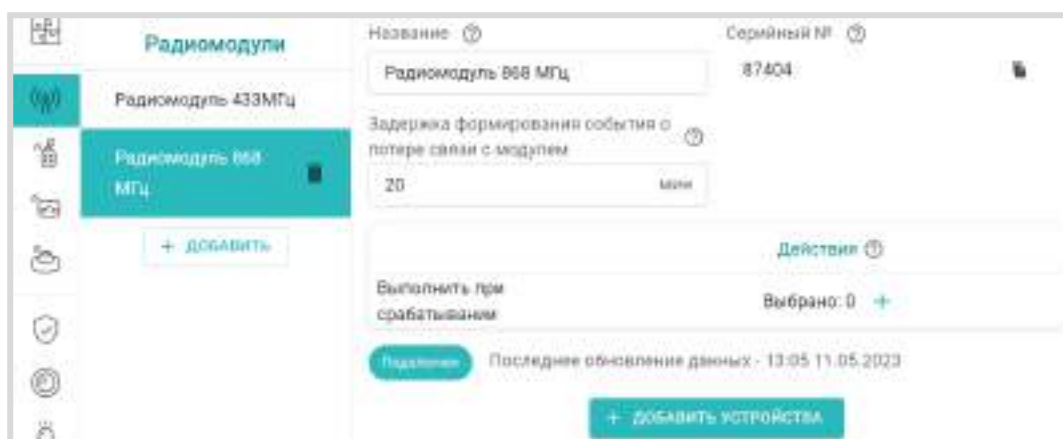 Радиомодули
Радиомодуль 433МГц
Радиомодуль 868
МГц
+ ДОБАВИТЬ
Название
Радиомодуль 868 МГц
Серийный №
87404
Задержка формирования события о
потере связи с модулем
20 мин
Действия
Выполнить при
срабатывании
Выбрано: 0 +
Подключен
Последнее обновление данных - 13:05 11.05.2023
+ ДОБАВИТЬ УСТРОЙСТВА